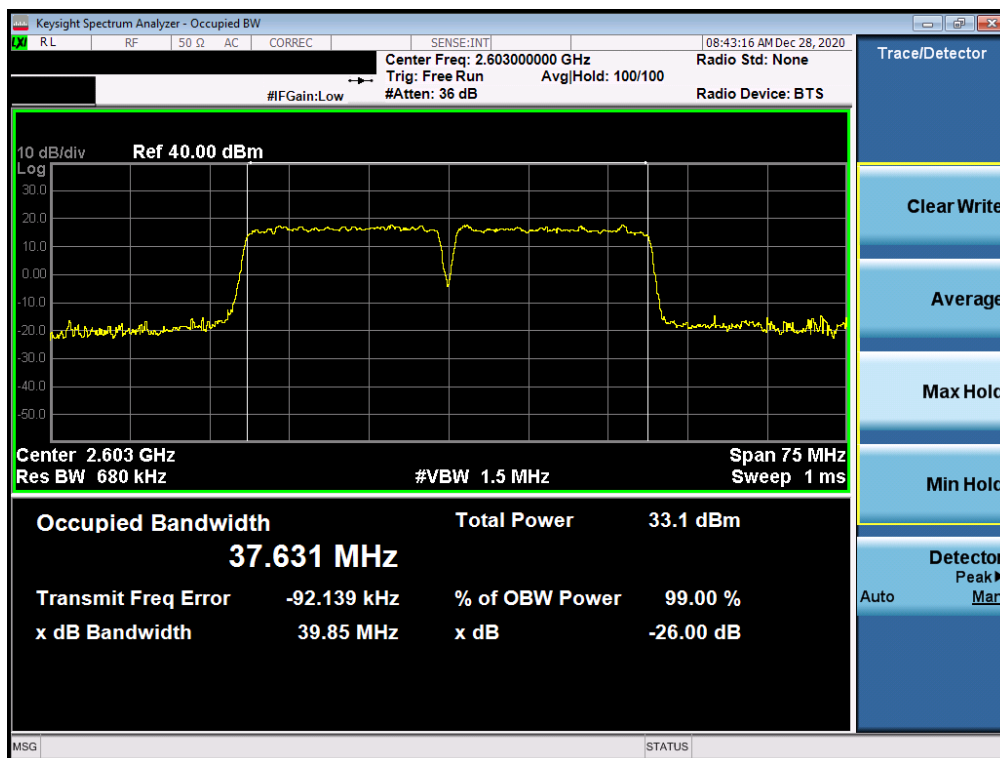 Keysight Spectrum Analyzer - Occupied BW
LXI RL RF 50 Ω AC CORREC SENSE:INT 08:43:16 AM Dec 28, 2020
Center Freq: 2.603000000 GHz Radio Std: None
Trig: Free Run Avg|Hold: 100/100
#IFGain:Low #Atten: 36 dB Radio Device: BTS
10 dB/div Ref 40.00 dBm
Log
30.0
20.0
10.0
0.00
-10.0
-20.0
-30.0
-40.0
-50.0
Center 2.603 GHz Span 75 MHz
Res BW 680 kHz #VBW 1.5 MHz Sweep 1 ms
Occupied Bandwidth Total Power 33.1 dBm
37.631 MHz
Transmit Freq Error -92.139 kHz % of OBW Power 99.00 %
x dB Bandwidth 39.85 MHz x dB -26.00 dB
MSG STATUS
Trace/Detector
Clear Write
Average
Max Hold
Min Hold
Detector
Peak▶
Auto Man